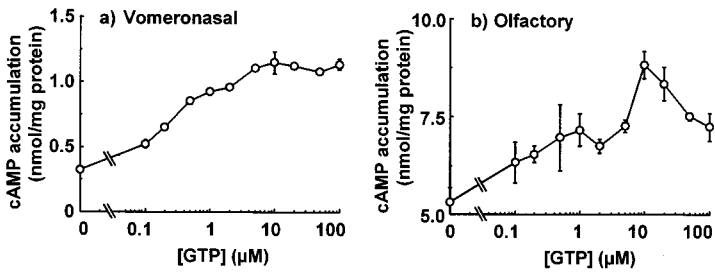 a) Vomeronasal
cAMP accumulation
(nmol/mg protein)
1.5
1.0
0.5
0
0 0.1 1 10 100
[GTP] (µM)
b) Olfactory
cAMP accumulation
(nmol/mg protein)
10.0
7.5
5.0
0 0.1 1 10 100
[GTP] (µM)